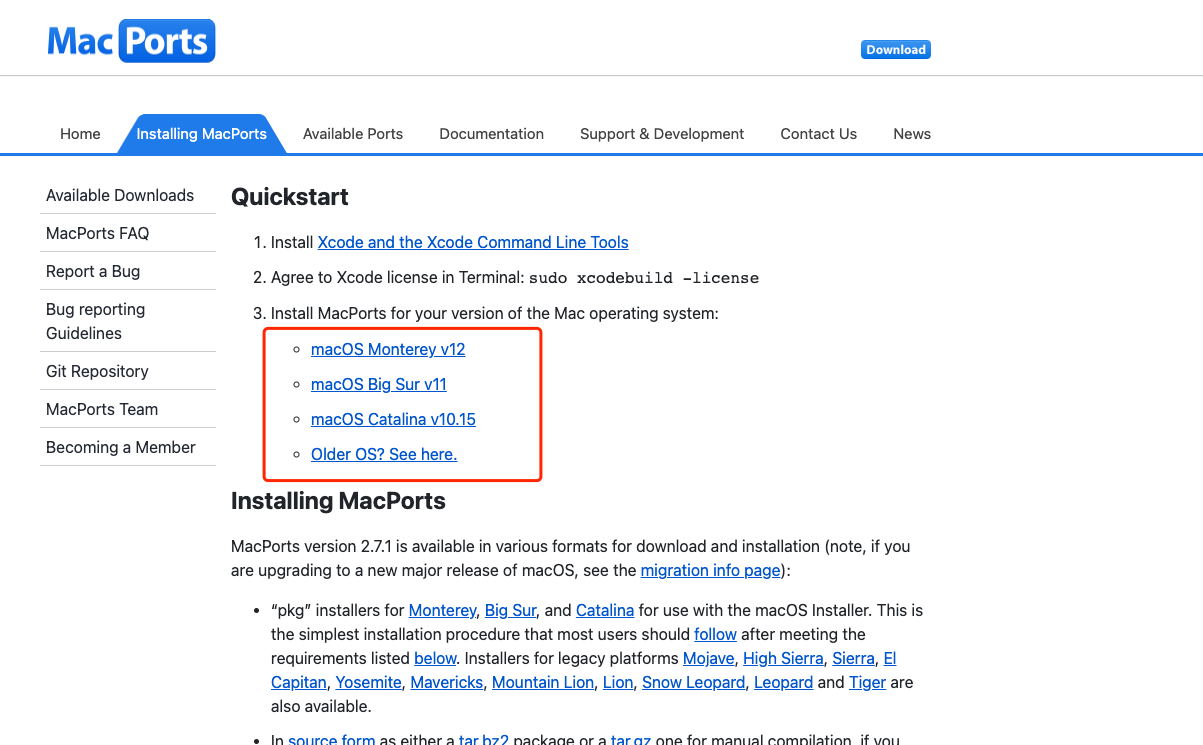 MacPorts
Download
Home
Installing MacPorts
Available Ports
Documentation
Support & Development
Contact Us
News
Available Downloads
MacPorts FAQ
Report a Bug
Bug reporting
Guidelines
Git Repository
MacPorts Team
Becoming a Member
Quickstart
1. Install Xcode and the Xcode Command Line Tools
2. Agree to Xcode license in Terminal: sudo xcodebuild -license
3. Install MacPorts for your version of the Mac operating system:
macOS Monterey v12
macOS Big Sur v11
macOS Catalina v10.15
Older OS? See here.
Installing MacPorts
MacPorts version 2.7.1 is available in various formats for download and installation (note, if you
are upgrading to a new major release of macOS, see the migration info page):
“pkg” installers for Monterey, Big Sur, and Catalina for use with the macOS Installer. This is
the simplest installation procedure that most users should follow after meeting the
requirements listed below. Installers for legacy platforms Mojave, High Sierra, Sierra, El
Capitan, Yosemite, Mavericks, Mountain Lion, Lion, Snow Leopard, Leopard and Tiger are
also available.
In source form as either a tar.bz2 package or a tar.gz one for manual compilation, if you